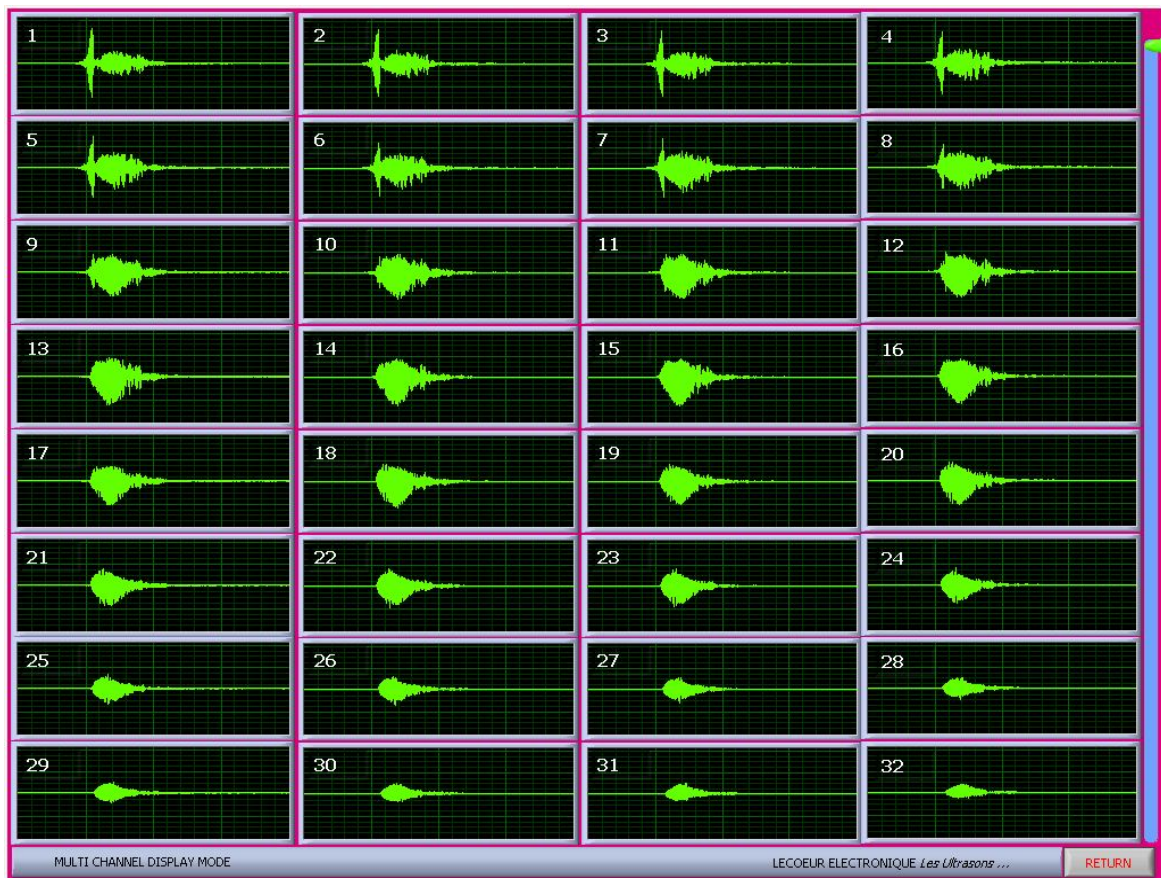 1 2 3 4
5 6 7 8
9 10 11 12
13 14 15 16
17 18 19 20
21 22 23 24
25 26 27 28
29 30 31 32
MULTI CHANNEL DISPLAY MODE LECOEUR ELECTRONIQUE Les Ultrasons ... RETURN